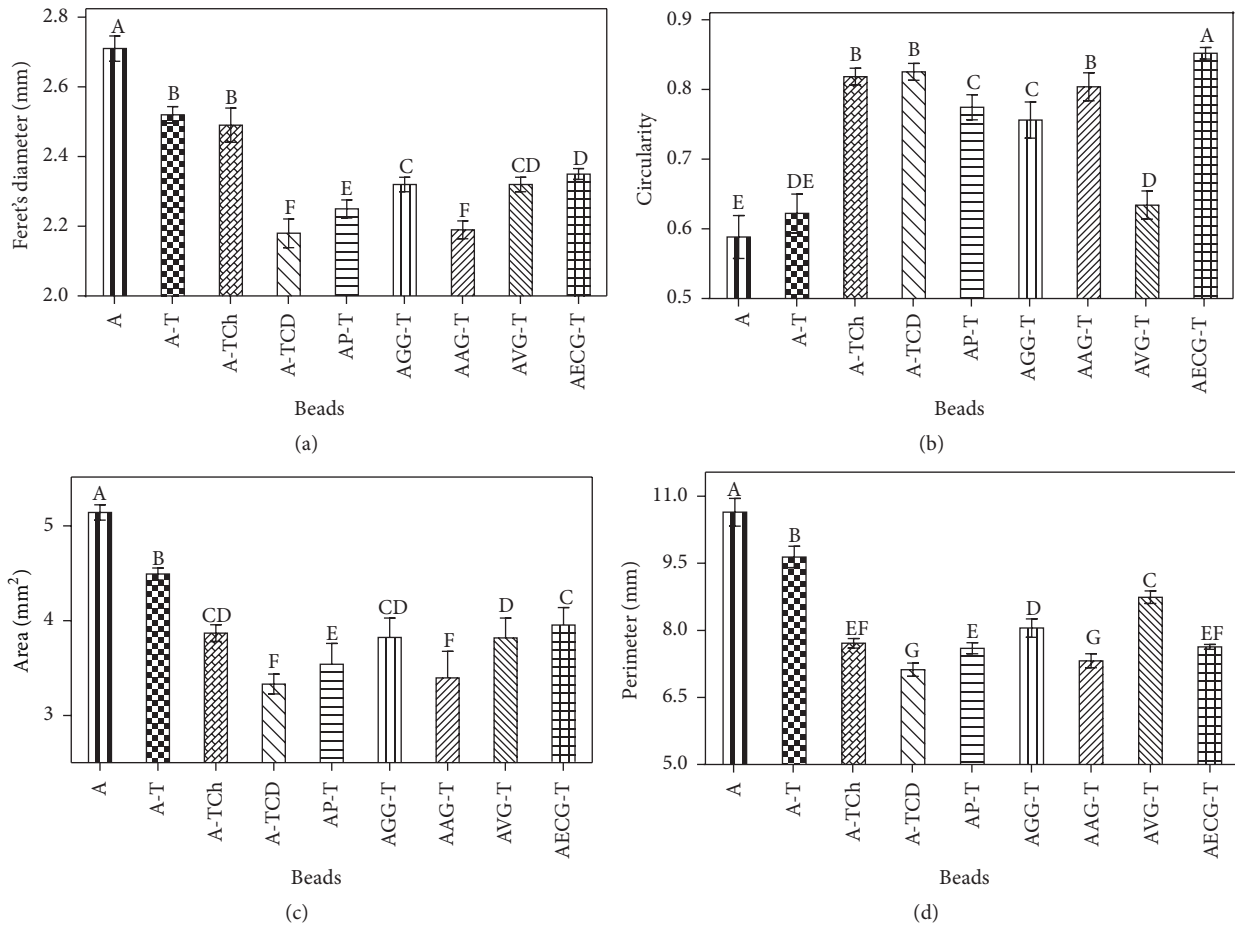 2.8
2.6
2.4
2.2
2.0
Feret's diameter (mm)
A
B
B
F
E
C
F
CD
D
A
A-T
A-TCh
A-TCD
AP-T
AGG-T
AAG-T
AVG-T
AECG-T
Beads
(a)
0.9
0.8
0.7
0.6
0.5
Circularity
E
DE
B
B
C
C
B
D
A
A
A-T
A-TCh
A-TCD
AP-T
AGG-T
AAG-T
AVG-T
AECG-T
Beads
(b)
5
4
3
Area (mm²)
A
B
CD
F
E
CD
F
D
C
A
A-T
A-TCh
A-TCD
AP-T
AGG-T
AAG-T
AVG-T
AECG-T
Beads
(c)
11.0
9.5
8.0
6.5
5.0
Perimeter (mm)
A
B
EF
G
E
D
G
C
EF
A
A-T
A-TCh
A-TCD
AP-T
AGG-T
AAG-T
AVG-T
AECG-T
Beads
(d)